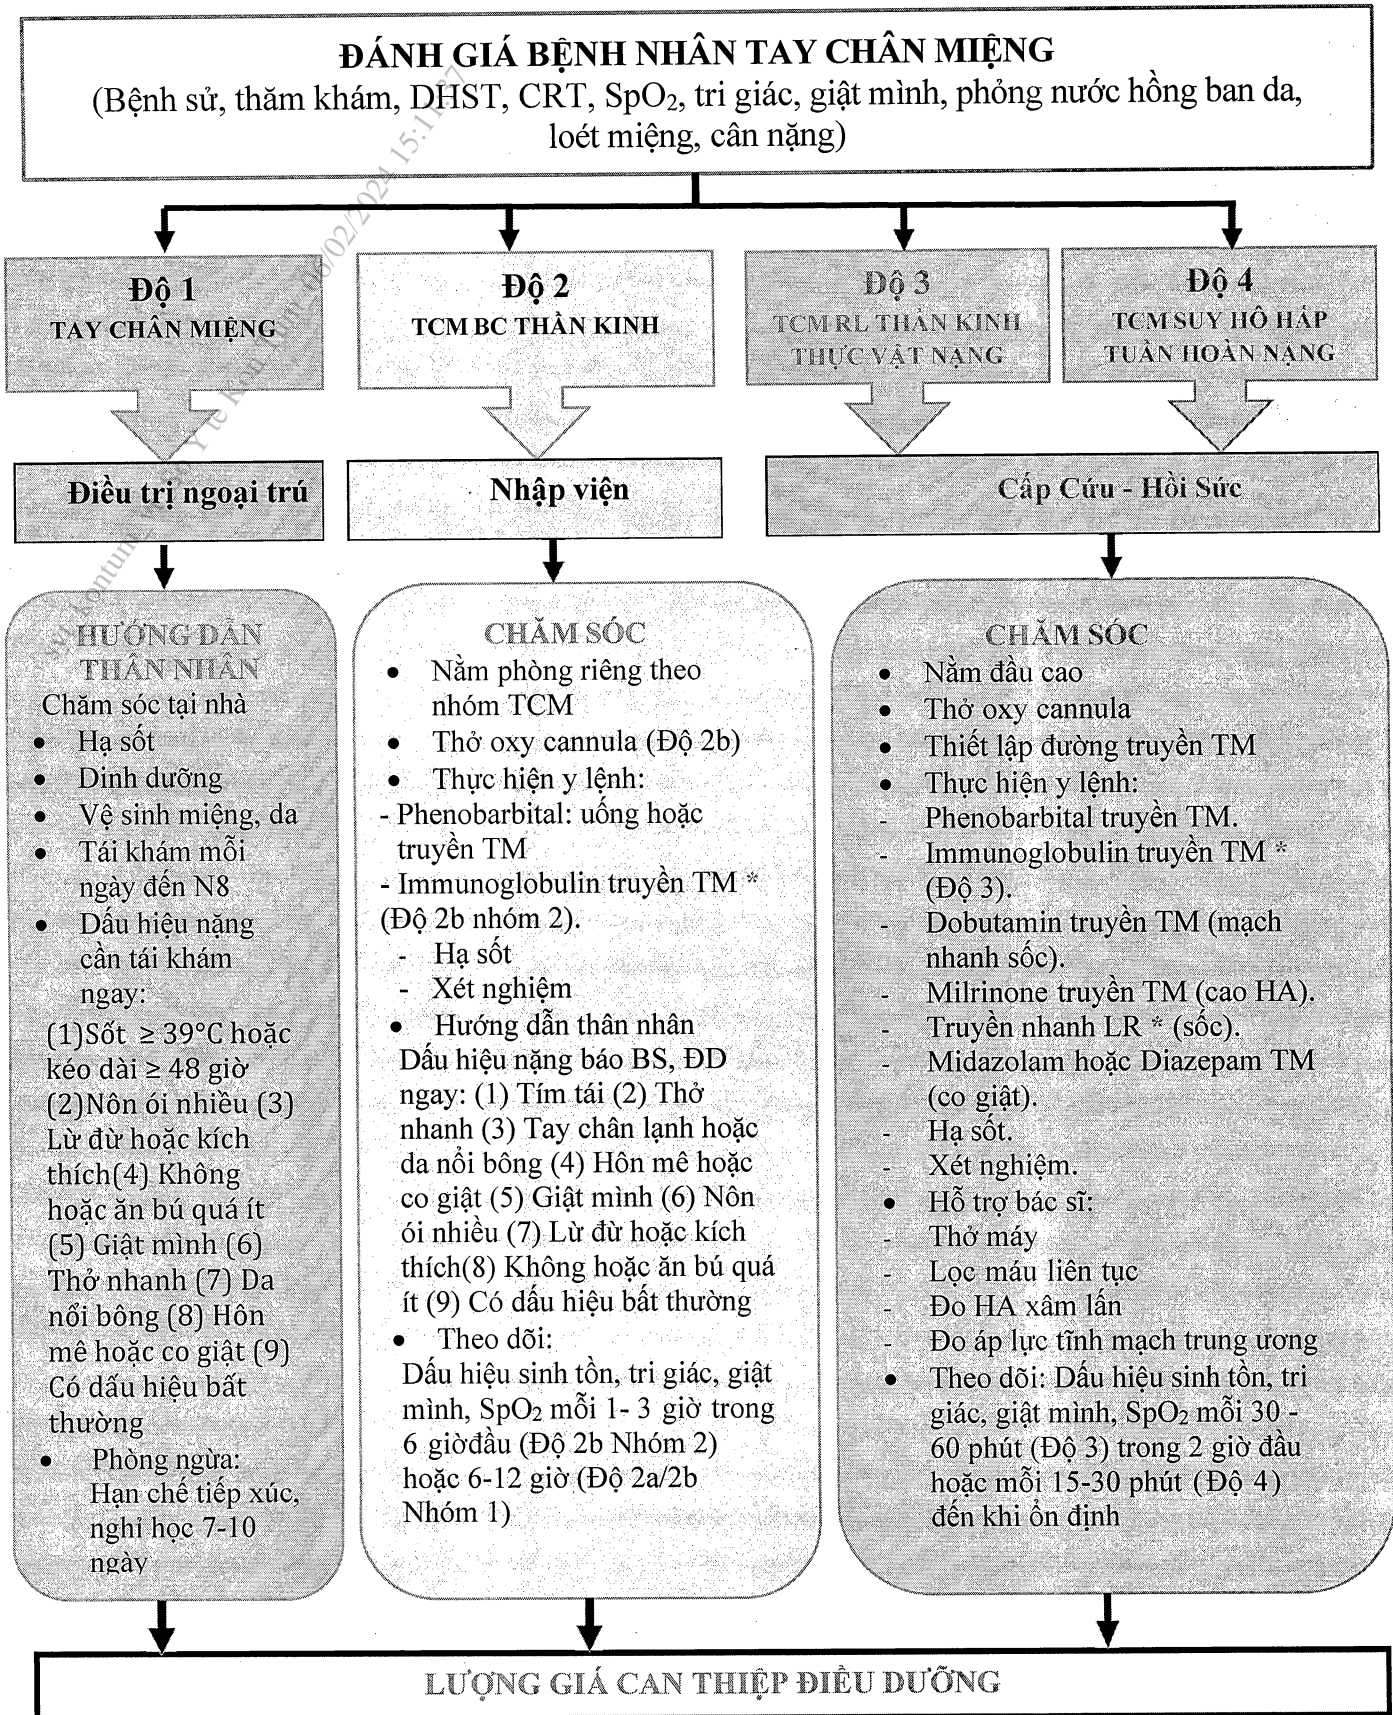 ĐÁNH GIÁ BỆNH NHÂN TAY CHÂN MIỆNG
(Bệnh sử, thăm khám, DHST, CRT, SpO₂, tri giác, giật mình, phỏng nước hồng ban da,
loét miệng, cân nặng)
Độ 1
TAY CHÂN MIỆNG
Độ 2
TCM BC THẦN KINH
Độ 3
TCM RL THẦN KINH
THỰC VẬT NẶNG
Độ 4
TCM SUY HÔ HẤP
TUẦN HOÀN NẶNG
Điều trị ngoại trú
Nhập viện
Cấp Cứu - Hồi Sức
HƯỚNG DẪN
THÂN NHÂN
Chăm sóc tại nhà
• Hạ sốt
• Dinh dưỡng
• Vệ sinh miệng, da
• Tái khám mỗi
ngày đến N8
• Dấu hiệu nặng
cần tái khám
ngay:
(1)Sốt ≥ 39°C hoặc
kéo dài ≥ 48 giờ
(2)Nôn ói nhiều (3)
Lừ đừ hoặc kích
thích(4) Không
hoặc ăn bú quá ít
(5) Giật mình (6)
Thở nhanh (7) Da
nổi bông (8) Hôn
mê hoặc co giật (9)
Có dấu hiệu bất
thường
• Phòng ngừa:
Hạn chế tiếp xúc,
nghỉ học 7-10
ngày
CHĂM SÓC
• Nằm phòng riêng theo
nhóm TCM
• Thở oxy cannula (Độ 2b)
• Thực hiện y lệnh:
- Phenobarbital: uống hoặc
truyền TM
- Immunoglobulin truyền TM *
(Độ 2b nhóm 2).
- Hạ sốt
- Xét nghiệm
• Hướng dẫn thân nhân
Dấu hiệu nặng báo BS, ĐD
ngay: (1) Tím tái (2) Thở
nhanh (3) Tay chân lạnh hoặc
da nổi bông (4) Hôn mê hoặc
co giật (5) Giật mình (6) Nôn
ói nhiều (7) Lừ đừ hoặc kích
thích(8) Không hoặc ăn bú quá
ít (9) Có dấu hiệu bất thường
• Theo dõi:
Dấu hiệu sinh tồn, tri giác, giật
mình, SpO₂ mỗi 1- 3 giờ trong
6 giờđầu (Độ 2b Nhóm 2)
hoặc 6-12 giờ (Độ 2a/2b
Nhóm 1)
CHĂM SÓC
• Nằm đầu cao
• Thở oxy cannula
• Thiết lập đường truyền TM
• Thực hiện y lệnh:
- Phenobarbital truyền TM.
- Immunoglobulin truyền TM *
(Độ 3).
- Dobutamin truyền TM (mạch
nhanh sốc).
- Milrinone truyền TM (cao HA).
- Truyền nhanh LR * (sốc).
- Midazolam hoặc Diazepam TM
(co giật).
- Hạ sốt.
- Xét nghiệm.
• Hỗ trợ bác sĩ:
- Thở máy
- Lọc máu liên tục
- Đo HA xâm lấn
- Đo áp lực tĩnh mạch trung ương
• Theo dõi: Dấu hiệu sinh tồn, tri
giác, giật mình, SpO₂ mỗi 30 -
60 phút (Độ 3) trong 2 giờ đầu
hoặc mỗi 15-30 phút (Độ 4)
đến khi ổn định
LƯỢNG GIÁ CAN THIỆP ĐIỀU DƯỠNG